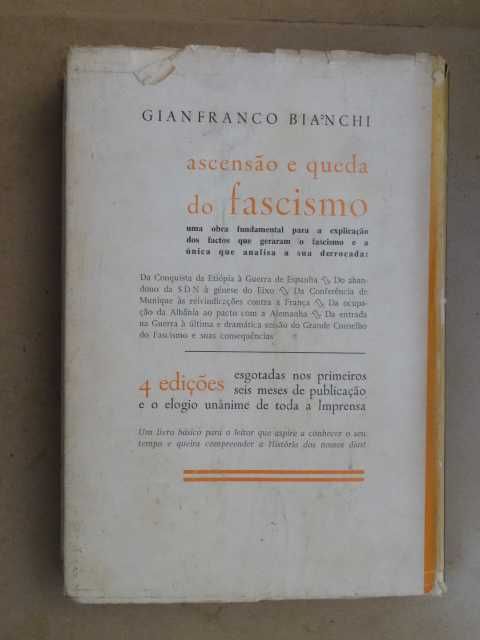 GIANFRANCO BIANCHI
ascensão e queda
do fascismo
uma obra fundamental para a explicação
dos factos que geraram o fascismo e a
única que analisa a sua derrocada:
Da Conquista da Etiópia à Guerra de Espanha Do aban-
dono da SDN à génese do Eixo Da Conferência de
Munique às reivindicações contra a França Da ocupa-
ção da Albânia ao pacto com a Alemanha Da entrada
na Guerra à última e dramática sessão do Grande Conselho
do Fascismo e suas consequências
4 edições esgotadas nos primeiros
seis meses de publicação
e o elogio unânime de toda a Imprensa
Um livro básico para o leitor que aspire a conhecer o seu
tempo e queira compreender a História dos nossos dias!